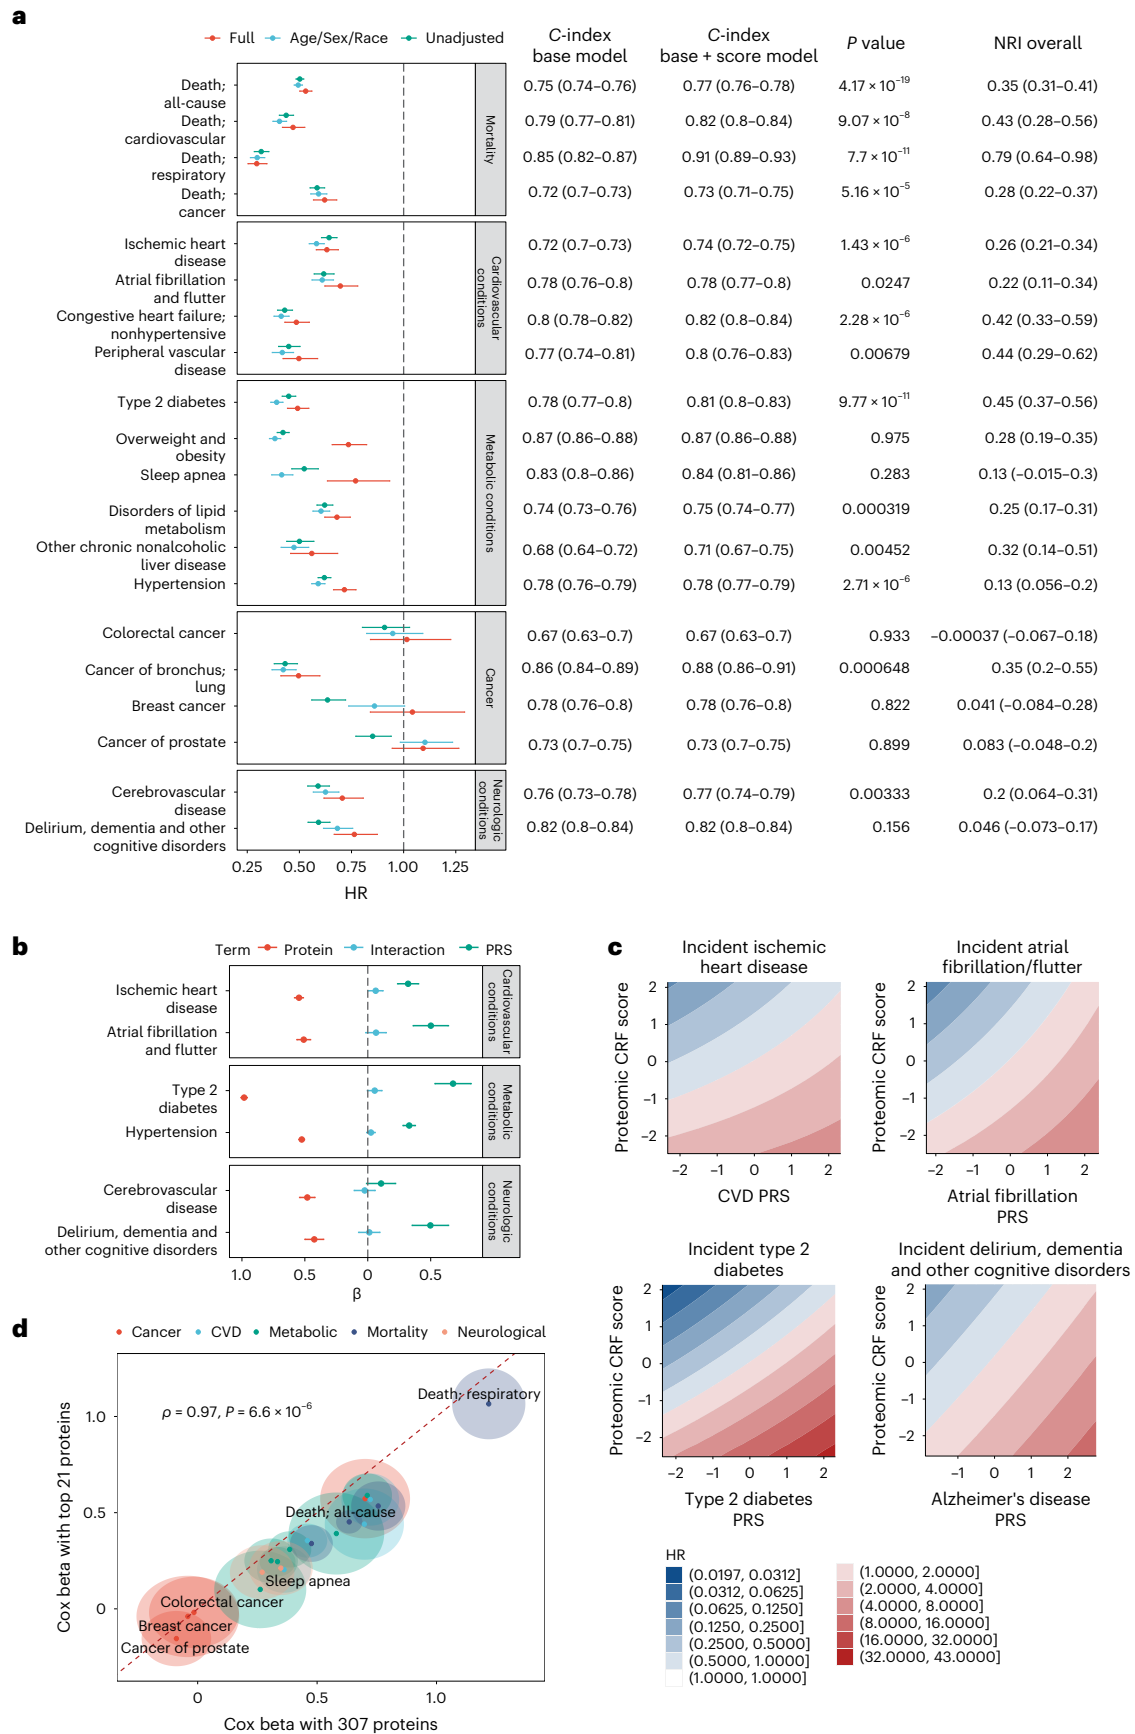 a
Full Age/Sex/Race Unadjusted
C-index
base model
C-index
base + score model
P value
NRI overall
Mortality
Death;
all-cause
0.75 (0.74–0.76) 0.77 (0.76–0.78) 4.17 × 10⁻¹⁹ 0.35 (0.31–0.41)
Death;
cardiovascular
0.79 (0.77–0.81) 0.82 (0.8–0.84) 9.07 × 10⁻⁸ 0.43 (0.28–0.56)
Death;
respiratory
0.85 (0.82–0.87) 0.91 (0.89–0.93) 7.7 × 10⁻¹¹ 0.79 (0.64–0.98)
Death;
cancer
0.72 (0.7–0.73) 0.73 (0.71–0.75) 5.16 × 10⁻⁵ 0.28 (0.22–0.37)
Cardiovascular
conditions
Ischemic heart
disease
0.72 (0.7–0.73) 0.74 (0.72–0.75) 1.43 × 10⁻⁶ 0.26 (0.21–0.34)
Atrial fibrillation
and flutter
0.78 (0.76–0.8) 0.78 (0.77–0.8) 0.0247 0.22 (0.11–0.34)
Congestive heart failure;
nonhypertensive
0.8 (0.78–0.82) 0.82 (0.8–0.84) 2.28 × 10⁻⁶ 0.42 (0.33–0.59)
Peripheral vascular
disease
0.77 (0.74–0.81) 0.8 (0.76–0.83) 0.00679 0.44 (0.29–0.62)
Metabolic conditions
Type 2 diabetes
0.78 (0.77–0.8) 0.81 (0.8–0.83) 9.77 × 10⁻¹¹ 0.45 (0.37–0.56)
Overweight and
obesity
0.87 (0.86–0.88) 0.87 (0.86–0.88) 0.975 0.28 (0.19–0.35)
Sleep apnea
0.83 (0.8–0.86) 0.84 (0.81–0.86) 0.283 0.13 (−0.015–0.3)
Disorders of lipid
metabolism
0.74 (0.73–0.76) 0.75 (0.74–0.77) 0.000319 0.25 (0.17–0.31)
Other chronic nonalcoholic
liver disease
0.68 (0.64–0.72) 0.71 (0.67–0.75) 0.00452 0.32 (0.14–0.51)
Hypertension
0.78 (0.76–0.79) 0.78 (0.77–0.79) 2.71 × 10⁻⁶ 0.13 (0.056–0.2)
Cancer
Colorectal cancer
0.67 (0.63–0.7) 0.67 (0.63–0.7) 0.933 −0.00037 (−0.067–0.18)
Cancer of bronchus;
lung
0.86 (0.84–0.89) 0.88 (0.86–0.91) 0.000648 0.35 (0.2–0.55)
Breast cancer
0.78 (0.76–0.8) 0.78 (0.76–0.8) 0.822 0.041 (−0.084–0.28)
Cancer of prostate
0.73 (0.7–0.75) 0.73 (0.7–0.75) 0.899 0.083 (−0.048–0.2)
Neurologic
conditions
Cerebrovascular
disease
0.76 (0.73–0.78) 0.77 (0.74–0.79) 0.00333 0.2 (0.064–0.31)
Delirium, dementia and other
cognitive disorders
0.82 (0.8–0.84) 0.82 (0.8–0.84) 0.156 0.046 (−0.073–0.17)
0.25 0.50 0.75 1.00 1.25
HR
b
Term Protein Interaction PRS
Cardiovascular
conditions
Ischemic heart
disease
Atrial fibrillation
and flutter
Metabolic
conditions
Type 2
diabetes
Hypertension
Neurologic
conditions
Cerebrovascular
disease
Delirium, dementia and
other cognitive disorders
1.0 0.5 0 0.5
β
c
Incident ischemic
heart disease
Proteomic CRF score
2
1
0
−1
−2
−2 −1 0 1 2
CVD PRS
Incident atrial
fibrillation/flutter
Proteomic CRF score
2
1
0
−1
−2
−2 −1 0 1 2
Atrial fibrillation
PRS
Incident type 2
diabetes
Proteomic CRF score
2
1
0
−1
−2
−2 −1 0 1 2
Type 2 diabetes
PRS
Incident delirium, dementia
and other cognitive disorders
Proteomic CRF score
2
1
0
−1
−2
−1 0 1 2
Alzheimer's disease
PRS
HR
(0.0197, 0.0312]
(0.0312, 0.0625]
(0.0625, 0.1250]
(0.1250, 0.2500]
(0.2500, 0.5000]
(0.5000, 1.0000]
(1.0000, 1.0000]
(1.0000, 2.0000]
(2.0000, 4.0000]
(4.0000, 8.0000]
(8.0000, 16.0000]
(16.0000, 32.0000]
(32.0000, 43.0000]
d
Cancer CVD Metabolic Mortality Neurological
Cox beta with top 21 proteins
ρ = 0.97, P = 6.6 × 10⁻⁶
Death; respiratory
Death; all-cause
Sleep apnea
Colorectal cancer
Breast cancer
Cancer of prostate
1.0
0.5
0
0 0.5 1.0
Cox beta with 307 proteins